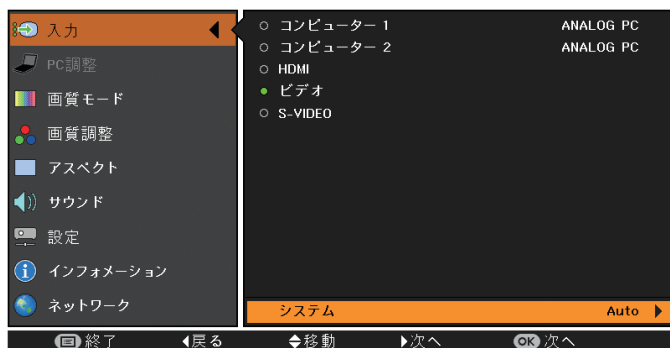 入力
PC調整
画質モード
画質調整
アスペクト
サウンド
設定
インフォメーション
ネットワーク
コンピューター 1 ANALOG PC
コンピューター 2 ANALOG PC
HDMI
ビデオ
S-VIDEO
システム Auto
終了 戻る 移動 次へ OK 次へ